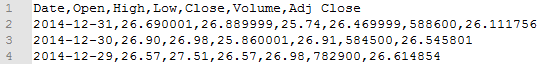 1 Date,Open,High,Low,Close,Volume,Adj Close
2 2014-12-31,26.690001,26.889999,25.74,26.469999,588600,26.111756
3 2014-12-30,26.90,26.98,25.860001,26.91,584500,26.545801
4 2014-12-29,26.57,27.51,26.57,26.98,782900,26.614854